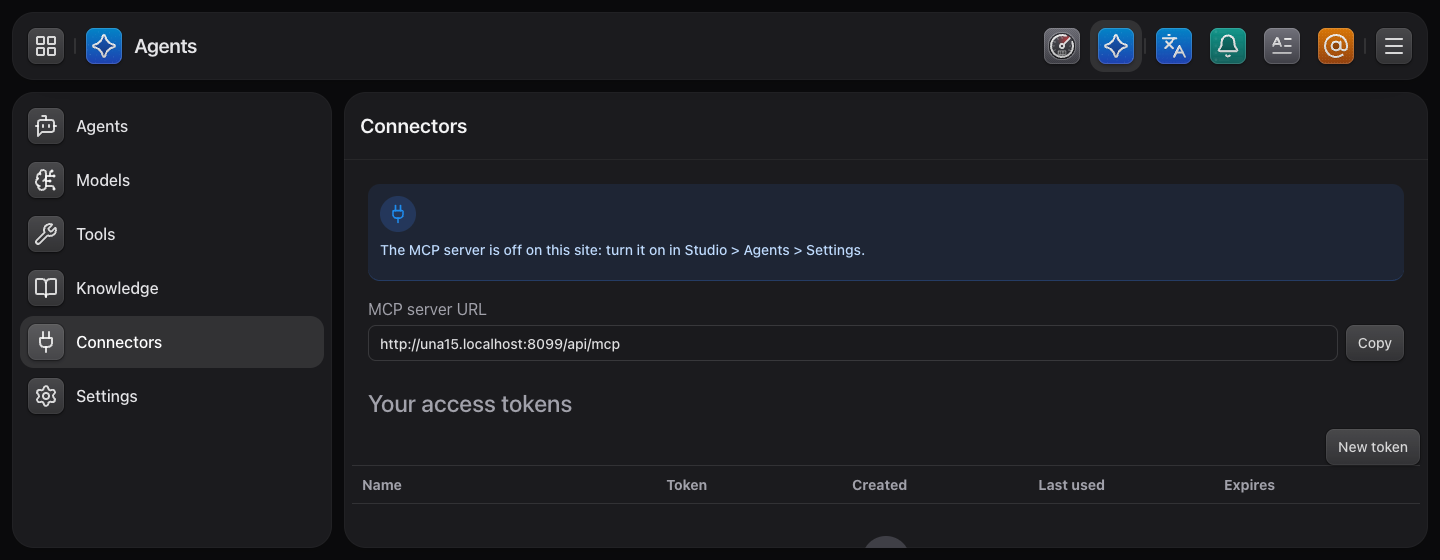 Agents
Agents
Models
Tools
Knowledge
Connectors
Settings
Connectors
The MCP server is off on this site: turn it on in Studio > Agents > Settings.
MCP server URL
http://una15.localhost:8099/api/mcp
Copy
Your access tokens
New token
Name Token Created Last used Expires